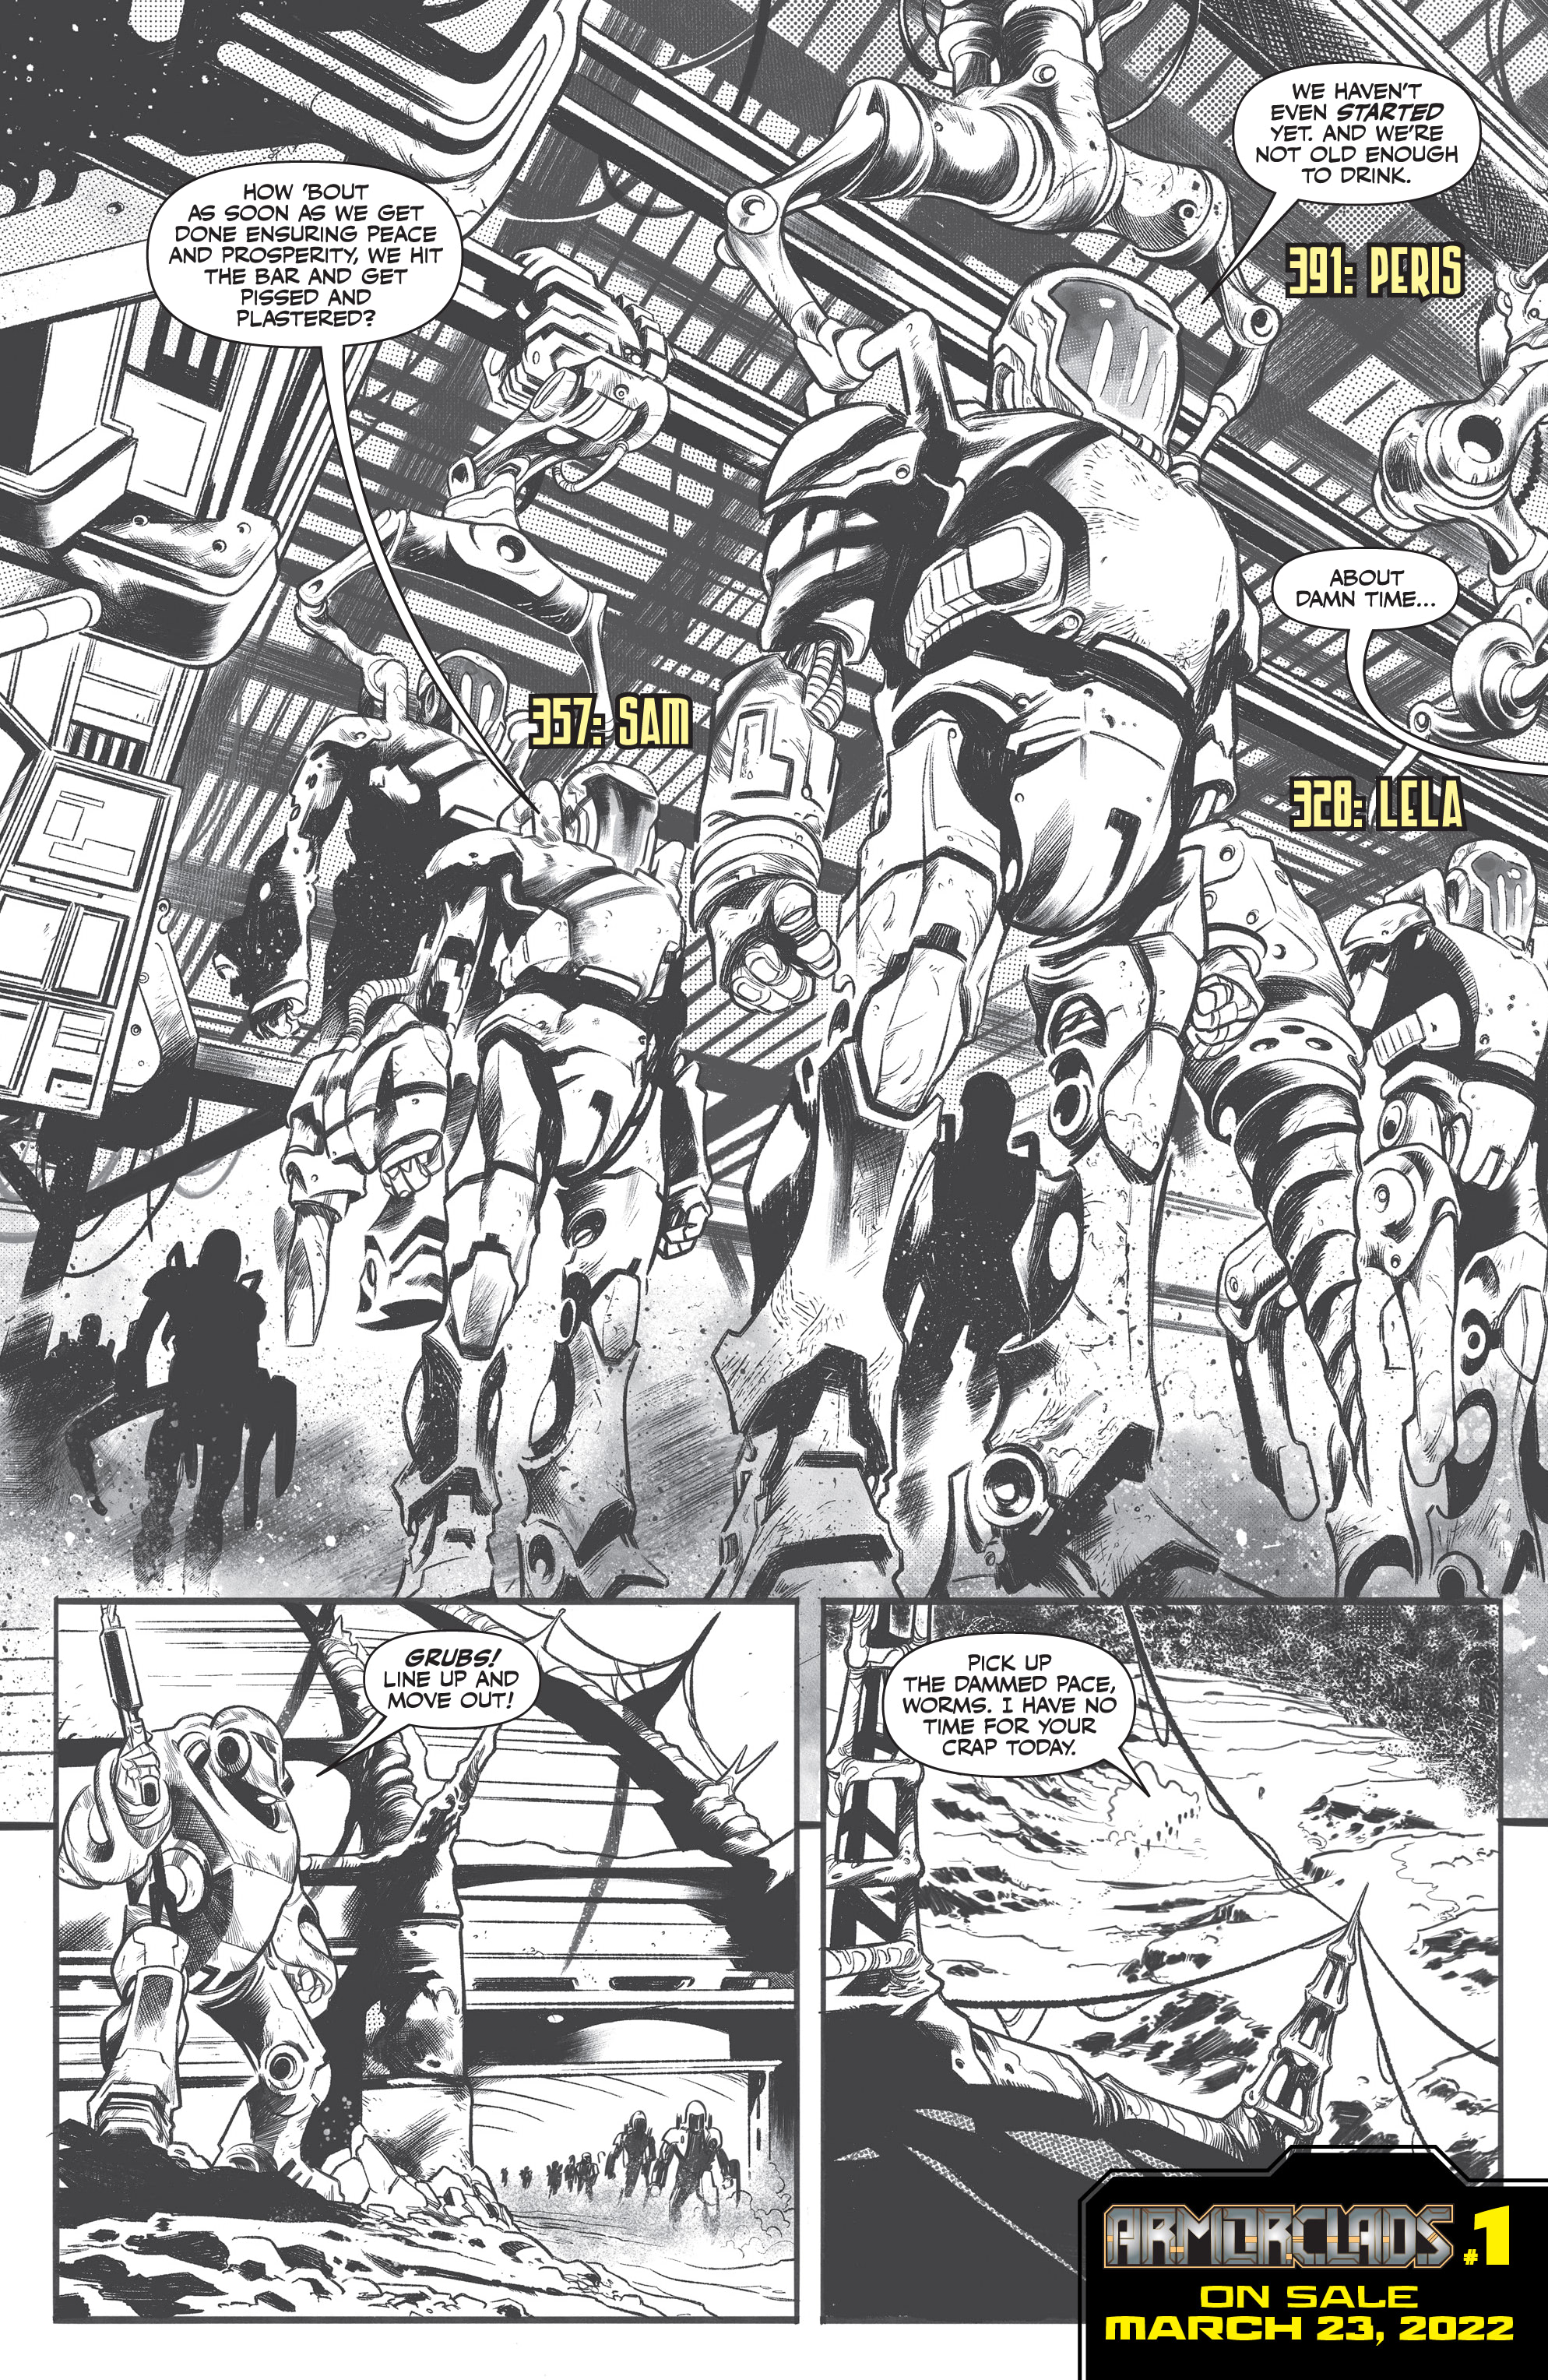 HOW 'BOUT
AS SOON AS WE GET
DONE ENSURING PEACE
AND PROSPERITY, WE HIT
THE BAR AND GET
PISSED AND
PLASTERED?
WE HAVEN'T
EVEN STARTED
YET. AND WE'RE
NOT OLD ENOUGH
TO DRINK.
391: PERIS
357: SAM
ABOUT
DAMN TIME...
328: LELA
GRUBS!
LINE UP AND
MOVE OUT!
PICK UP
THE DAMMED PACE,
WORMS. I HAVE NO
TIME FOR YOUR
CRAP TODAY.
ARMORCLADS #1
ON SALE
MARCH 23, 2022